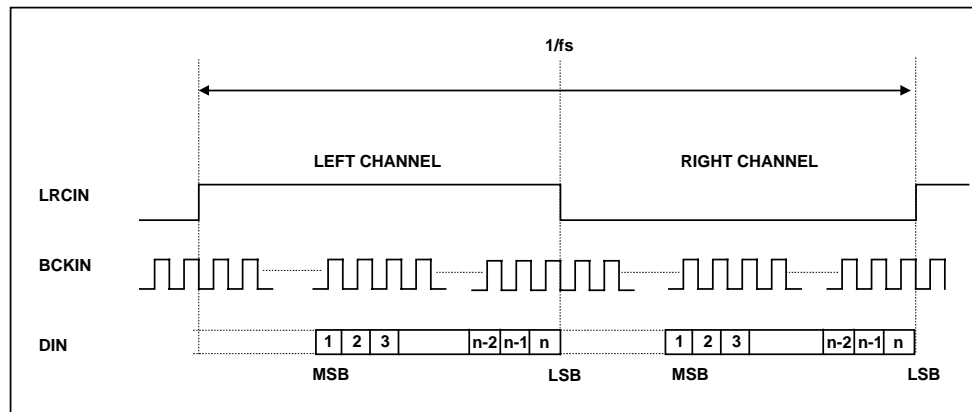 1/fs
LEFT CHANNEL RIGHT CHANNEL
LRCIN
BCKIN
DIN 1 2 3 n-2 n-1 n 1 2 3 n-2 n-1 n
MSB LSB MSB LSB